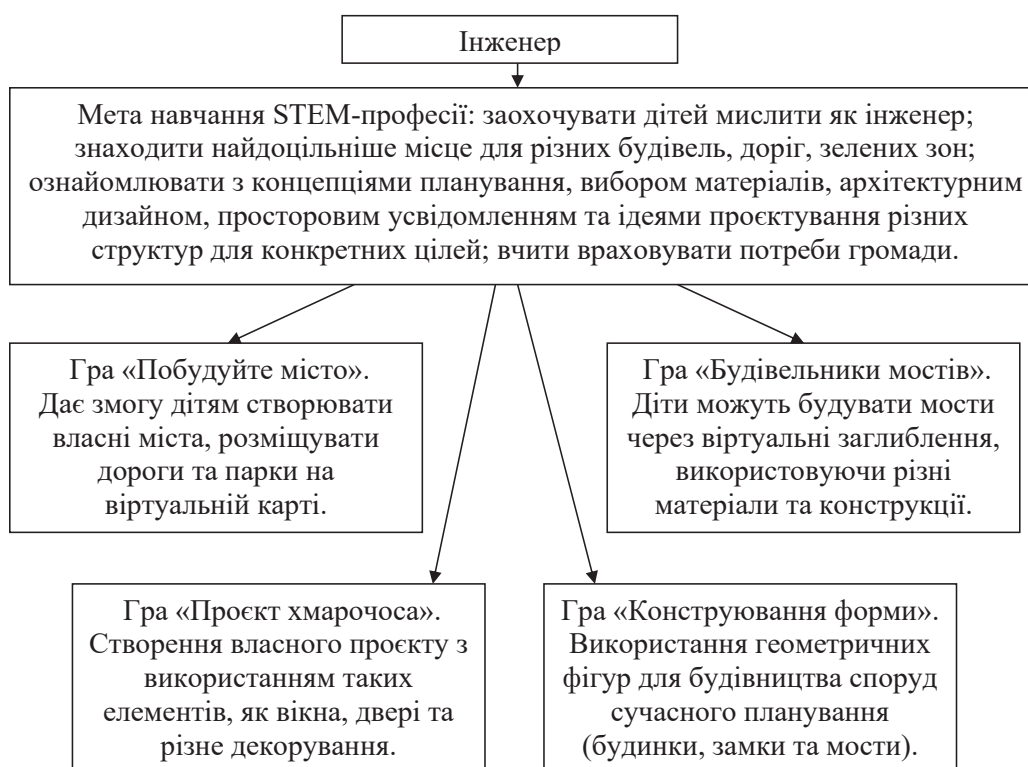 Інженер
Мета навчання STEM-професії: заохочувати дітей мислити як інженер;
знаходити найдоцільніше місце для різних будівель, доріг, зелених зон;
ознайомлювати з концепціями планування, вибором матеріалів, архітектурним
дизайном, просторовим усвідомленням та ідеями проєктування різних
структур для конкретних цілей; вчити враховувати потреби громади.
Гра «Побудуйте місто».
Дає змогу дітям створювати
власні міста, розміщувати
дороги та парки на
віртуальній карті.
Гра «Будівельники мостів».
Діти можуть будувати мости
через віртуальні заглиблення,
використовуючи різні
матеріали та конструкції.
Гра «Проєкт хмарочоса».
Створення власного проєкту з
використанням таких
елементів, як вікна, двері та
різне декорування.
Гра «Конструювання форми».
Використання геометричних
фігур для будівництва споруд
сучасного планування
(будинки, замки та мости).